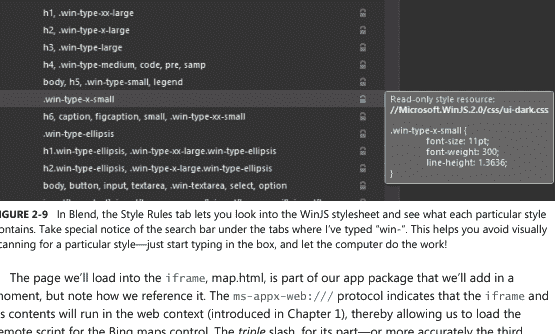 h1, .win-type-xx-large
h2, .win-type-x-large
h3, .win-type-large
h4, .win-type-medium, code, pre, samp
body, h5, .win-type-small, legend
.win-type-x-small
h6, caption, figcaption, small, .win-type-xx-small
.win-type-ellipsis
h1.win-type-ellipsis, .win-type-xx-large.win-type-ellipsis
h2.win-type-ellipsis, .win-type-x-large.win-type-ellipsis
body, button, input, textarea, .win-textarea, select, option
Read-only style resource:
//Microsoft.WinJS.2.0/css/ui-dark.css
.win-type-x-small {
font-size: 11pt;
font-weight: 300;
line-height: 1.3636;
}
IGURE 2-9 In Blend, the Style Rules tab lets you look into the WinJS stylesheet and see what each particular style
ontains. Take special notice of the search bar under the tabs where I've typed "win-". This helps you avoid visually
canning for a particular style—just start typing in the box, and let the computer do the work!
The page we'll load into the iframe, map.html, is part of our app package that we'll add in a
moment, but note how we reference it. The ms-appx-web:/// protocol indicates that the iframe and
s contents will run in the web context (introduced in Chapter 1), thereby allowing us to load the
emote script for the Bing maps control. The triple slash, for its part—or more accurately the third